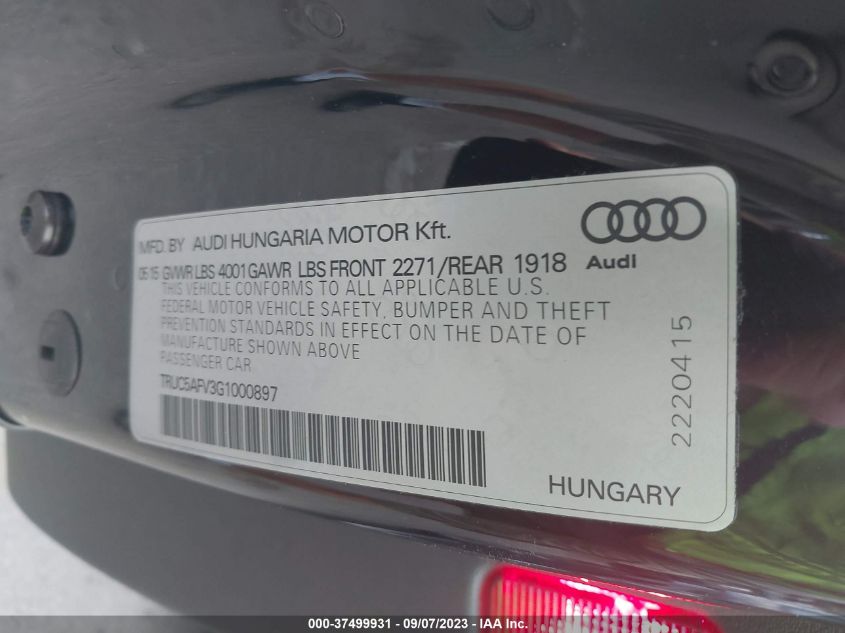 MFD. BY AUDI HUNGARIA MOTOR Kft.
05.15 GVWR LBS 4001 GAWR LBS FRONT 2271/REAR 1918
THIS VEHICLE CONFORMS TO ALL APPLICABLE U.S.
FEDERAL MOTOR VEHICLE SAFETY, BUMPER AND THEFT
PREVENTION STANDARDS IN EFFECT ON THE DATE OF
MANUFACTURE SHOWN ABOVE
PASSENGER CAR
TRUC5AFV3G1000897
Audi
2220415
HUNGARY
000-37499931 - 09/07/2023 - IAA Inc.